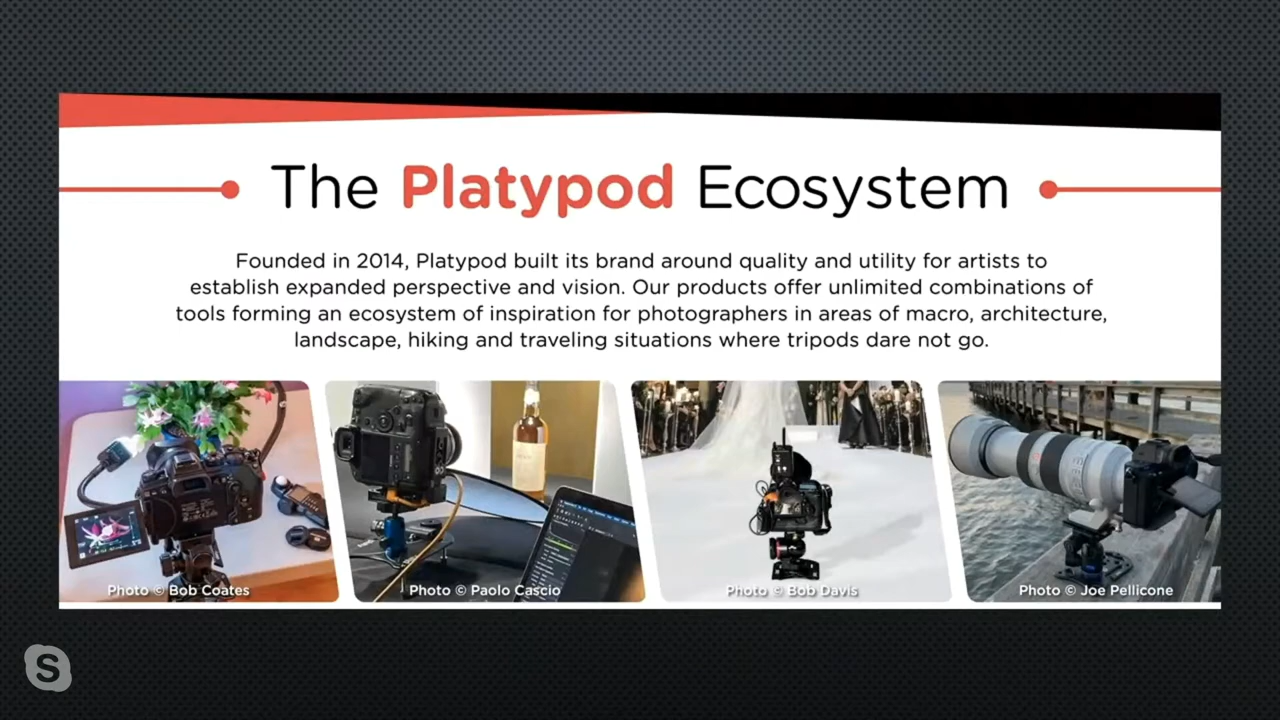 The Platypod Ecosystem
Founded in 2014, Platypod built its brand around quality and utility for artists to
establish expanded perspective and vision. Our products offer unlimited combinations of
tools forming an ecosystem of inspiration for photographers in areas of macro, architecture,
landscape, hiking and traveling situations where tripods dare not go.
Photo © Bob Coates
Photo © Paolo Cascio
Photo © Bob Davis
Photo © Joe Pellicone
S